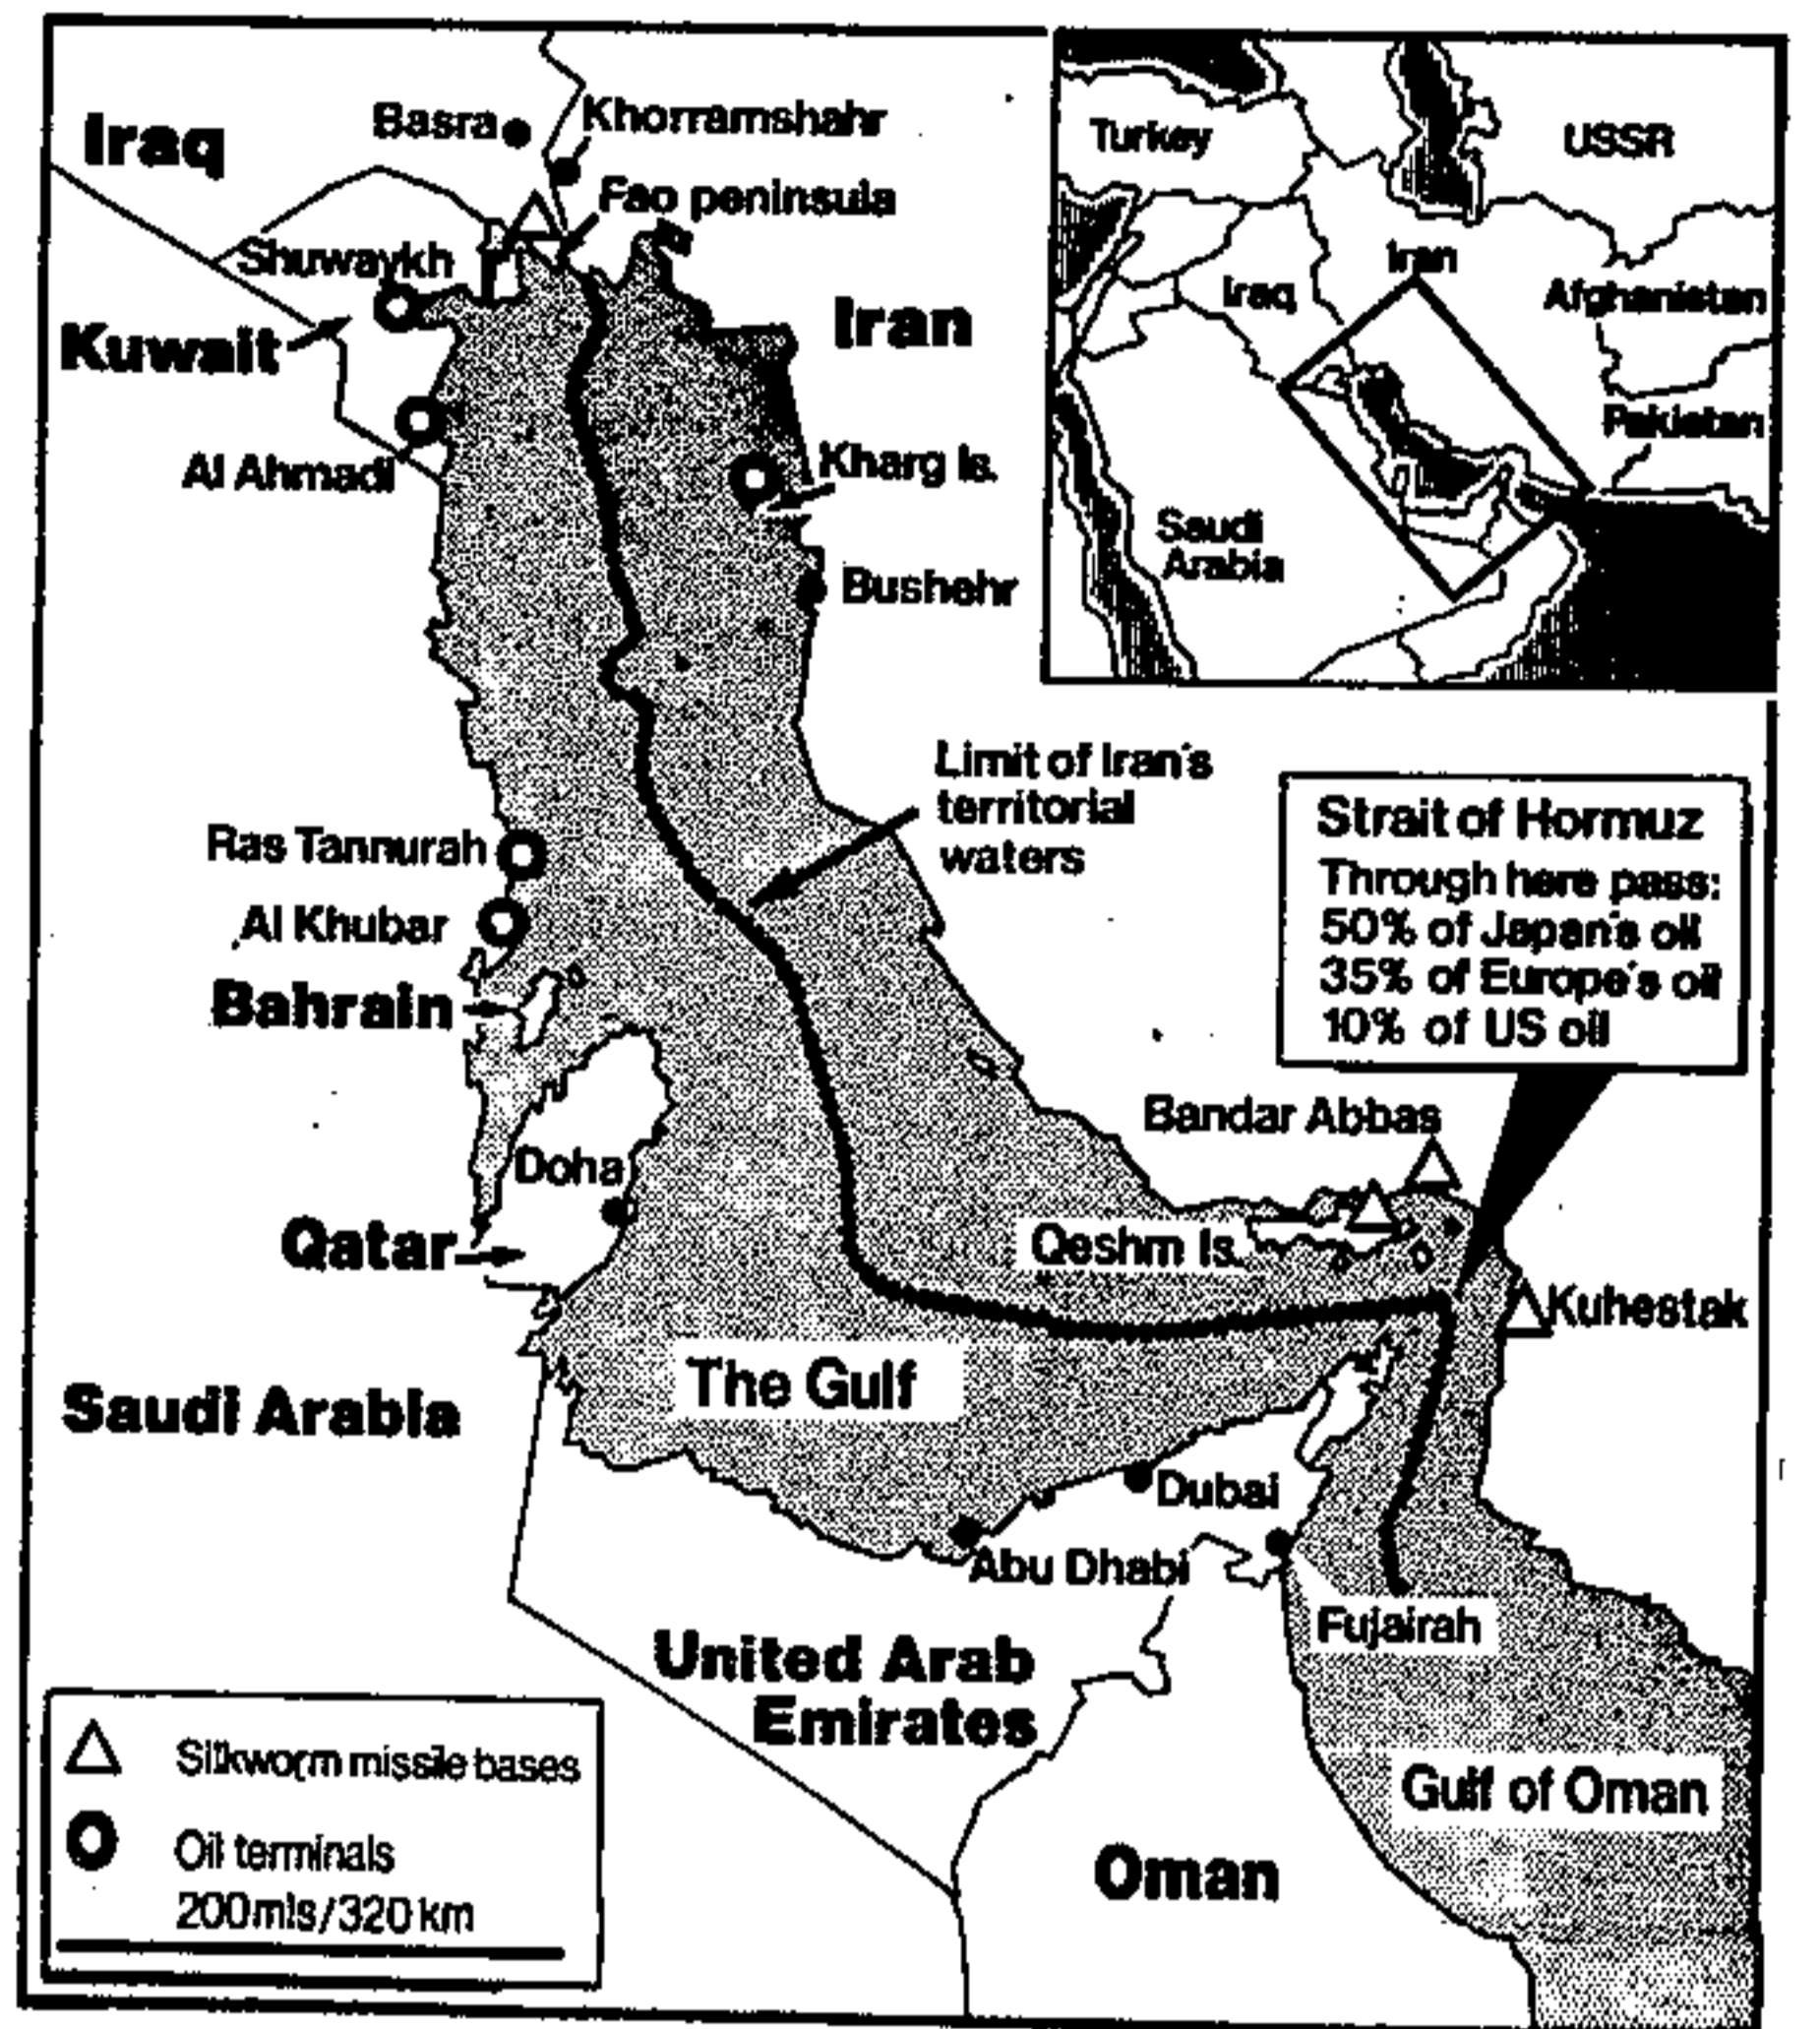 Iraq
Basra
Khorramshahr
Fao peninsula
Shuwaykh
Kuwait
Iran
Al Ahmadi
Kharg Is.
Bushehr
Turkey
USSR
Iran
Iraq
Afghanistan
Pakistan
Saudi
Arabia
Limit of Iran's
territorial
waters
Strait of Hormuz
Through here pass:
50% of Japan's oil
35% of Europe's oil
10% of US oil
Ras Tannurah
Al Khubar
Bahrain
Bandar Abbas
Doha
Qatar
Qeshm Is.
Kuhestak
The Gulf
Saudi Arabia
Dubai
Abu Dhabi
Fujairah
United Arab
Emirates
Gulf of Oman
Oman
Silkworm missile bases
Oil terminals
200mls/320 km